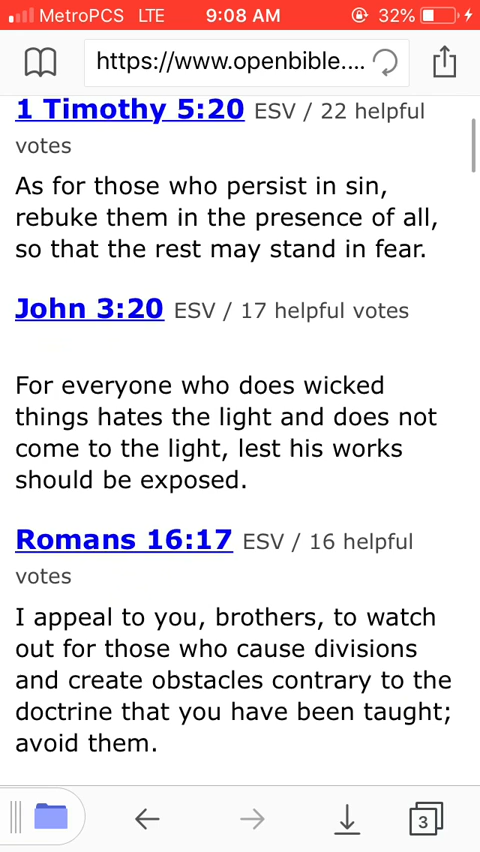 MetroPCS LTE 9:08 AM 32%
https://www.openbible....
1 Timothy 5:20 ESV / 22 helpful
votes
As for those who persist in sin,
rebuke them in the presence of all,
so that the rest may stand in fear.
John 3:20 ESV / 17 helpful votes
For everyone who does wicked
things hates the light and does not
come to the light, lest his works
should be exposed.
Romans 16:17 ESV / 16 helpful
votes
I appeal to you, brothers, to watch
out for those who cause divisions
and create obstacles contrary to the
doctrine that you have been taught;
avoid them.
3